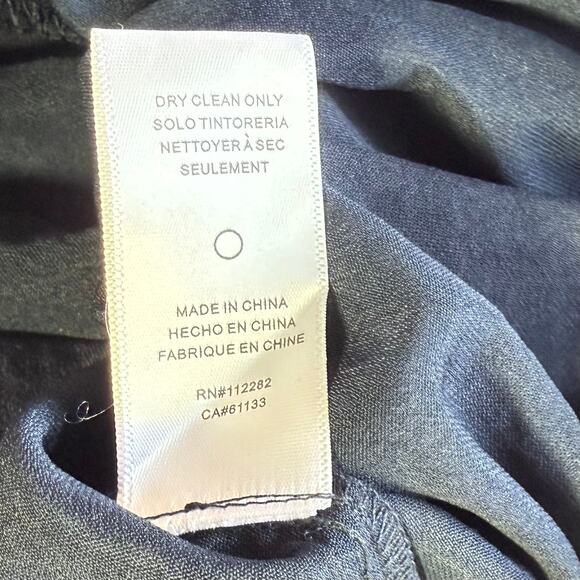 DRY CLEAN ONLY
SOLO TINTORERIA
NETTOYER À SEC
SEULEMENT
MADE IN CHINA
HECHO EN CHINA
FABRIQUE EN CHINE
RN#112282
CA#61133